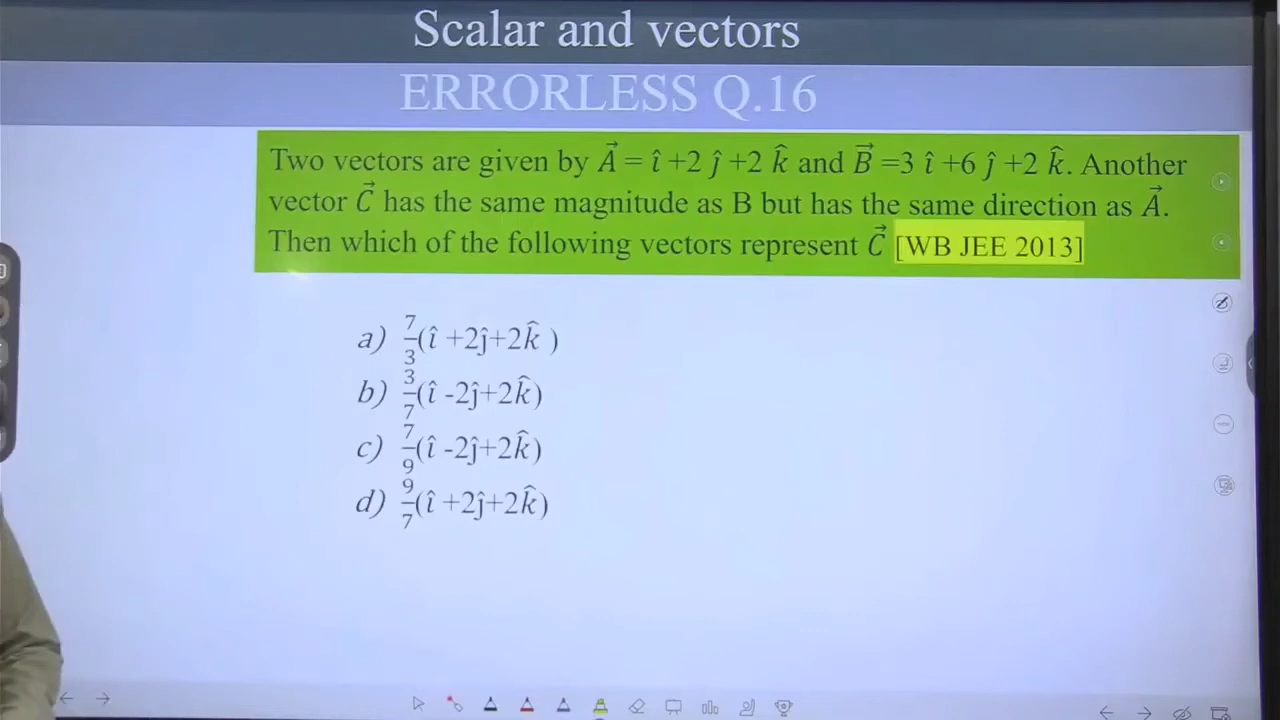 Scalar and vectors
ERRORLESS Q.16
Two vectors are given by A⃗ = î +2 ĵ +2 k̂ and B⃗ =3 î +6 ĵ +2 k̂. Another
vector C⃗ has the same magnitude as B but has the same direction as A⃗.
Then which of the following vectors represent C⃗ [WB JEE 2013]
a) 7/3(î +2ĵ+2k̂ )
b) 3/7(î -2ĵ+2k̂)
c) 7/9(î -2ĵ+2k̂)
d) 9/7(î +2ĵ+2k̂)